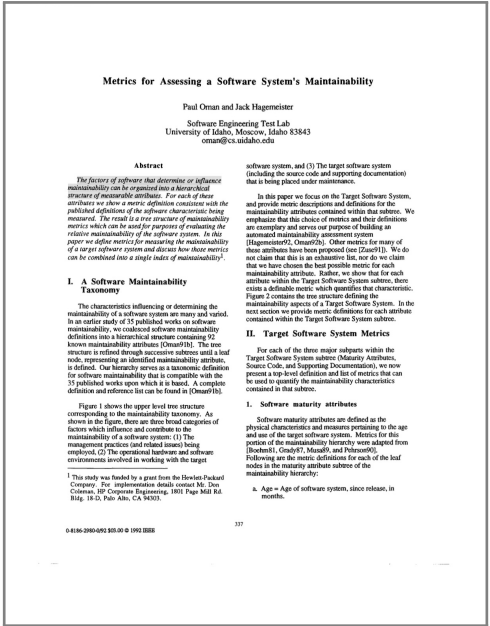 Metrics for Assessing a Software System's Maintainability
Paul Oman and Jack Hagemeister
Software Engineering Test Lab
University of Idaho, Moscow, Idaho 83843
oman@cs.uidaho.edu
Abstract
The factors of software that determine or influence
maintainability can be organized into a hierarchical
structure of measurable attributes. For each of these
attributes we show a metric definition consistent with the
published definitions of the software characteristic being
measured. The result is a tree structure of maintainability
metrics which can be used for purposes of evaluating the
relative maintainability of the software system. In this
paper we define metrics for measuring the maintainability
of a target software system and discuss how those metrics
can be combined into a single index of maintainability1.
I. A Software Maintainability
Taxonomy
The characteristics influencing or determining the
maintainability of a software system are many and varied.
In an earlier study of 35 published works on software
maintainability, we coalesced software maintainability
definitions into a hierarchical structure containing 92
known maintainability attributes [Oman91b]. The tree
structure is refined through successive subtrees until a leaf
node, representing an identified maintainability attribute,
is defined. Our hierarchy serves as a taxonomic definition
for software maintainability that is compatible with the
35 published works upon which it is based. A complete
definition and reference list can be found in [Oman91b].
Figure 1 shows the upper level tree structure
corresponding to the maintainability taxonomy. As
shown in the figure, there are three broad categories of
factors which influence and contribute to the
maintainability of a software system: (1) The
management practices (and related issues) being
employed, (2) The operational hardware and software
environments involved in working with the target
1 This study was funded by a grant from the Hewlett-Packard
Company. For implementation details contact Mr. Don
Coleman, HP Corporate Engineering, 1801 Page Mill Rd.
Bldg. 18-D, Palo Alto, CA 94303.
software system, and (3) The target software system
(including the source code and supporting documentation)
that is being placed under maintenance.
In this paper we focus on the Target Software System,
and provide metric descriptions and definitions for the
maintainability attributes contained within that subtree. We
emphasize that this choice of metrics and their definitions
are exemplary and serves our purpose of building an
automated maintainability assessment system
[Hagemeister92, Oman92b]. Other metrics for many of
these attributes have been proposed (see [Zuse91]). We do
not claim that this is an exhaustive list, nor do we claim
that we have chosen the best possible metric for each
maintainability attribute. Rather, we show that for each
attribute within the Target Software System subtree, there
exists a definable metric which quantifies that characteristic.
Figure 2 contains the tree structure defining the
maintainability aspects of a Target Software System. In the
next section we provide metric definitions for each attribute
contained within the Target Software System subtree.
II. Target Software System Metrics
For each of the three major subparts within the
Target Software System subtree (Maturity Attributes,
Source Code, and Supporting Documentation), we now
present a top-level definition and list of metrics that can
be used to quantify the maintainability characteristics
contained in that subtree.
1. Software maturity attributes
Software maturity attributes are defined as the
physical characteristics and measures pertaining to the age
and use of the target software system. Metrics for this
portion of the maintainability hierarchy were adapted from
[Boehm81, Grady87, Musa89, and Pehrson90].
Following are the metric definitions for each of the leaf
nodes in the maturity attribute subtree of the
maintainability hierarchy:
a. Age = Age of software system, since release, in
months.
337
0-8186-2980-0/92 $03.00 © 1992 IEEE